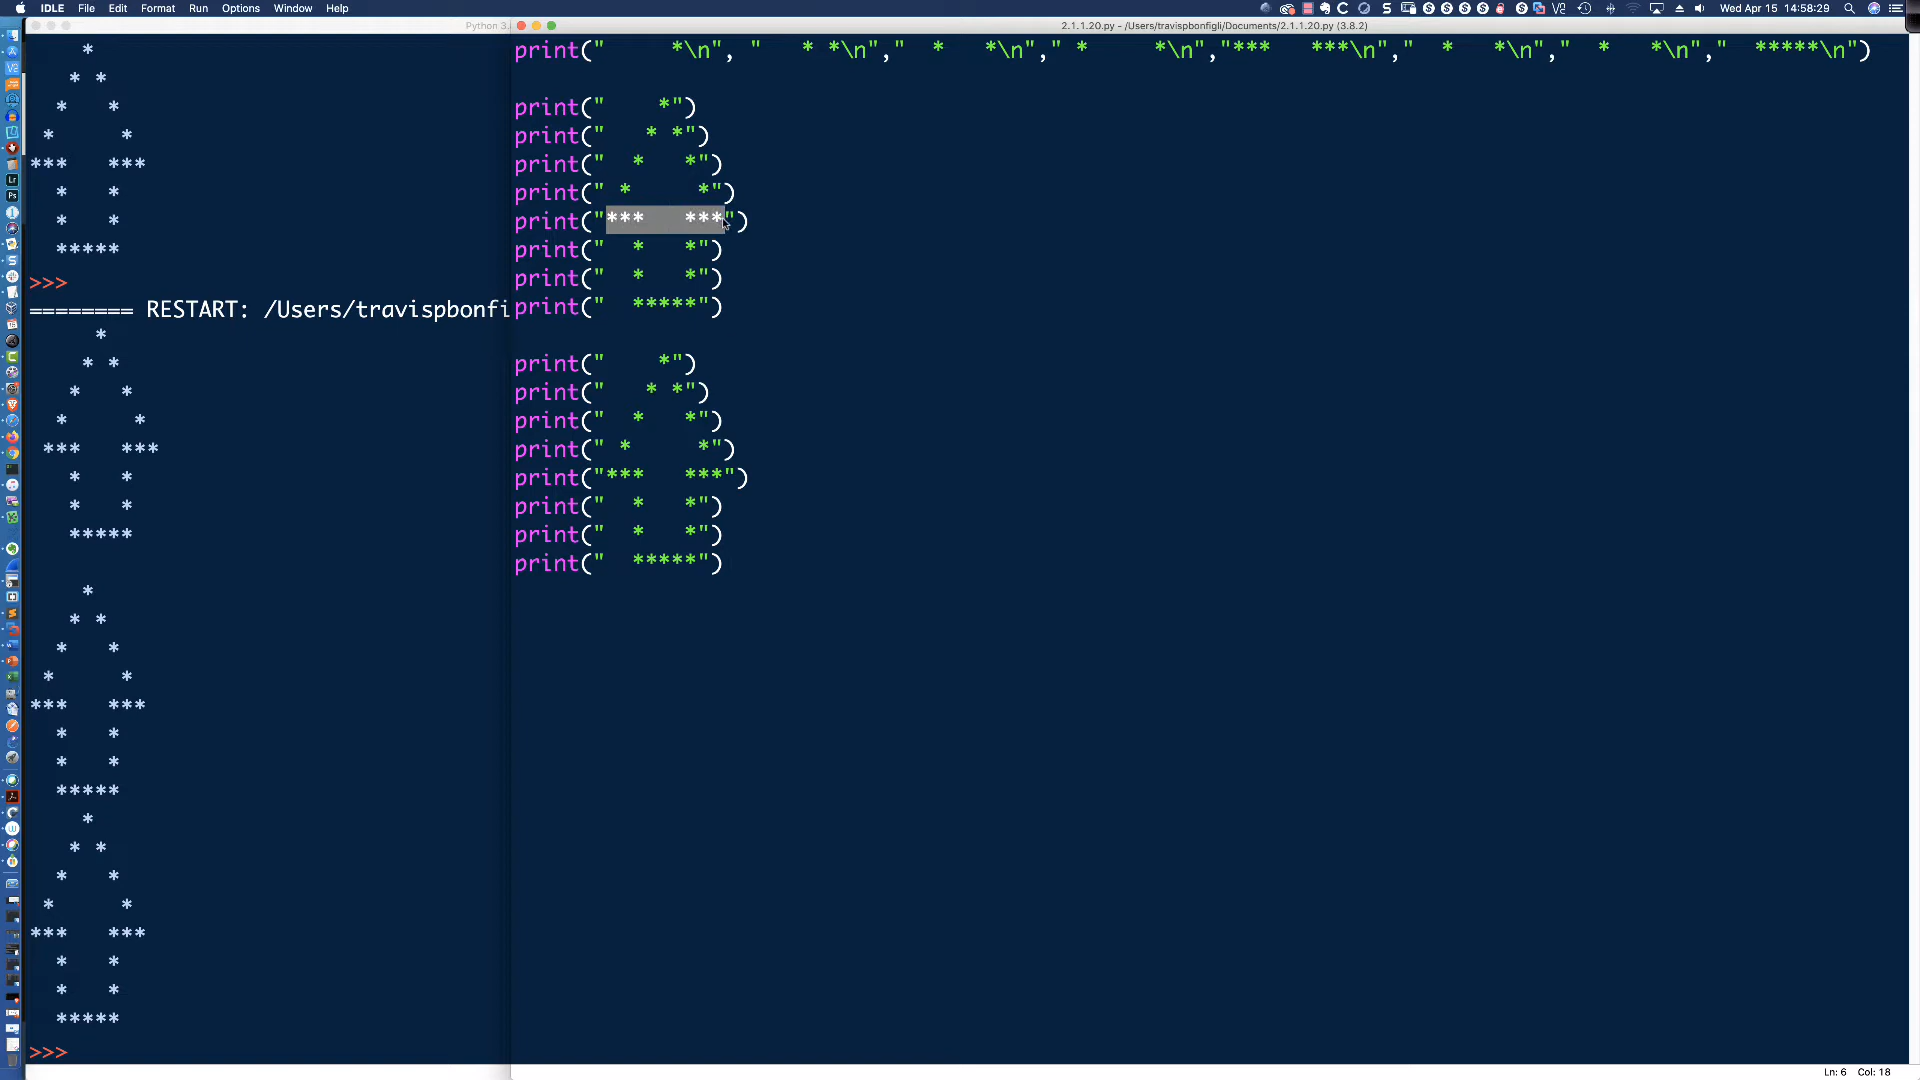 IDLE File Edit Format Run Options Window Help
Wed Apr 15 14:58:29
Python 3.
2.1.1.20.py - /Users/travispbonfigli/Documents/2.1.1.20.py (3.8.2)
    *
   * *
  *   *
 *     *
***   ***
  *   *
  *   *
  *****
>>>
======== RESTART: /Users/travispbonfi
     *
    * *
   *   *
  *     *
 ***   ***
   *   *
   *   *
   *****
    *
   * *
  *   *
 *     *
***   ***
  *   *
  *   *
  *****
    *
   * *
  *   *
 *     *
***   ***
  *   *
  *   *
  *****
>>>
print("     *\n", "   * *\n","  *   *\n"," *     *\n","***   ***\n","  *   *\n","  *   *\n","  *****\n")
print("    *")
print("   * *")
print("  *   *")
print(" *     *")
print("***   ***")
print("  *   *")
print("  *   *")
print("  *****")
print("    *")
print("   * *")
print("  *   *")
print(" *     *")
print("***   ***")
print("  *   *")
print("  *   *")
print("  *****")
Ln: 6 Col: 18